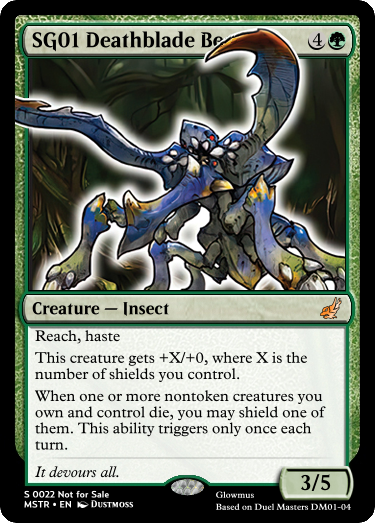 SG01 Deathblade Be
4
Creature — Insect
Reach, haste
This creature gets +X/+0, where X is the
number of shields you control.
When one or more nontoken creatures you
own and control die, you may shield one of
them. This ability triggers only once each
turn.
It devours all.
3/5
S 0022 Not for Sale
MSTR • EN Dustmoss
Glowmus
Based on Duel Masters DM01-04